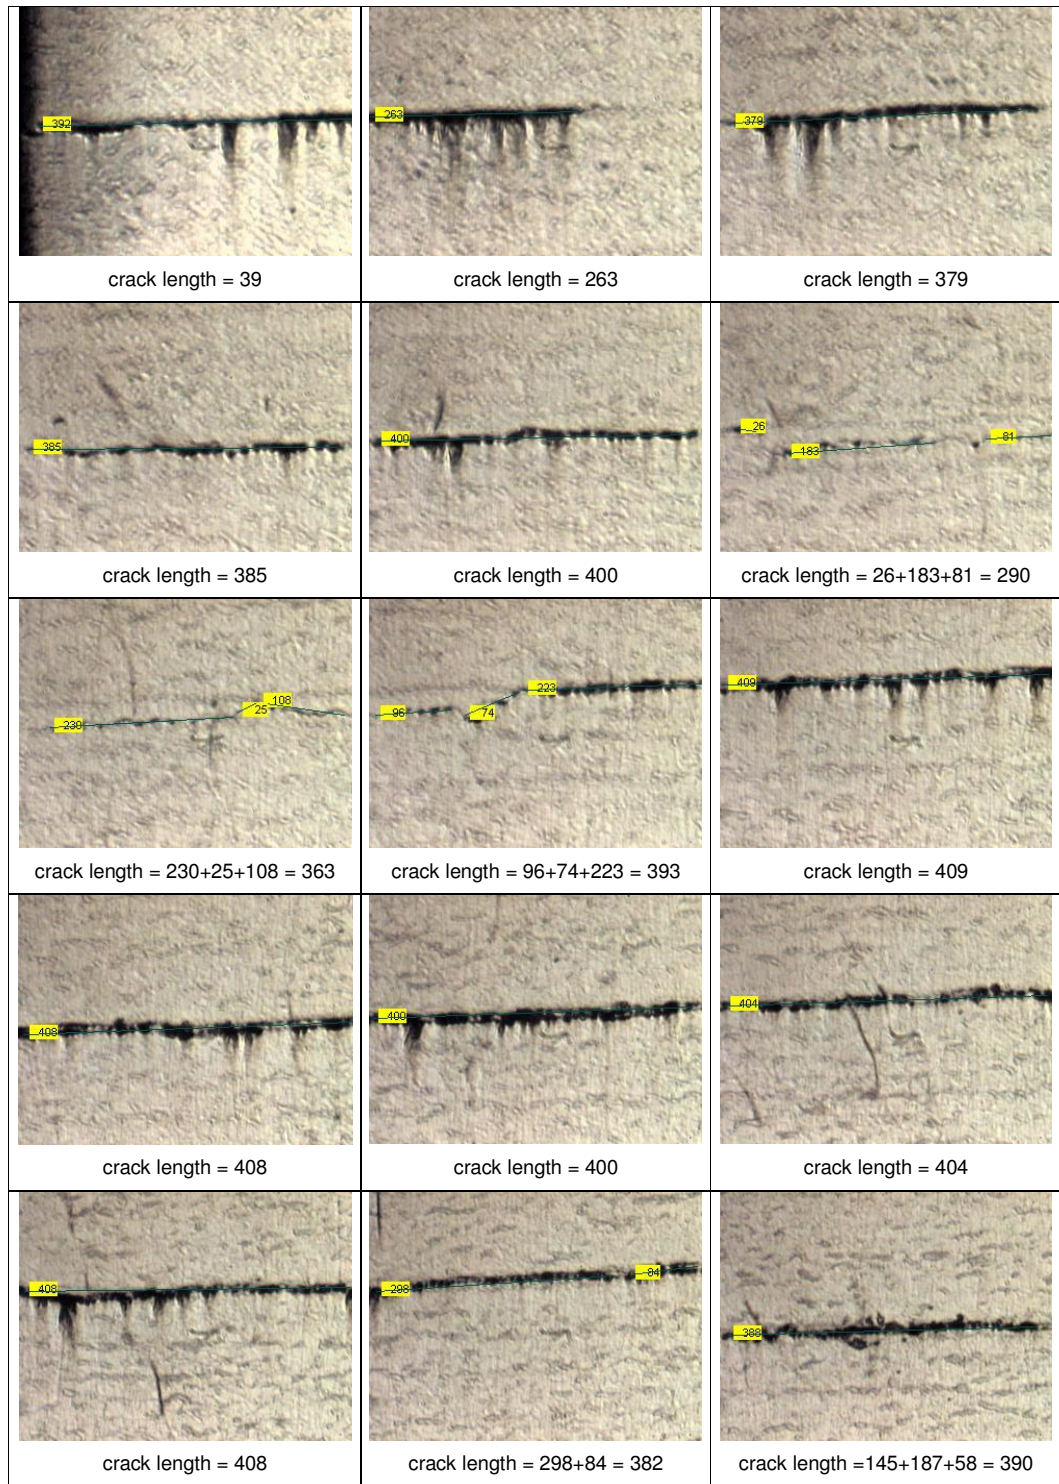 392
263
379
crack length = 39
crack length = 263
crack length = 379
385
400
26
183
81
crack length = 385
crack length = 400
crack length = 26+183+81 = 290
230
25
108
96
74
223
409
crack length = 230+25+108 = 363
crack length = 96+74+223 = 393
crack length = 409
408
400
404
crack length = 408
crack length = 400
crack length = 404
408
298
84
388
crack length = 408
crack length = 298+84 = 382
crack length =145+187+58 = 390